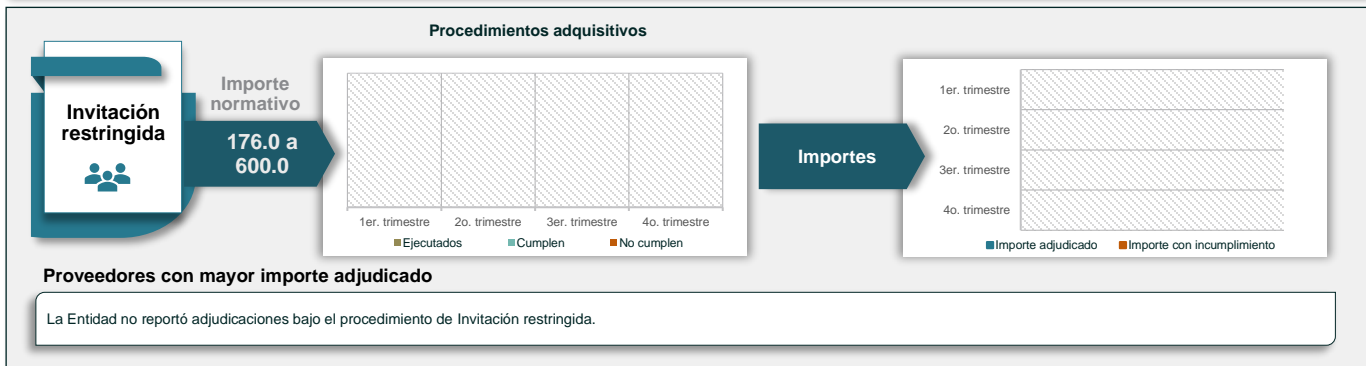 Procedimientos adquisitivos
Invitación
restringida
Importe
normativo
176.0 a
600.0
1er. trimestre
2o. trimestre
3er. trimestre
4o. trimestre
Ejecutados
Cumplen
No cumplen
Importes
1er. trimestre
2o. trimestre
3er. trimestre
4o. trimestre
Importe adjudicado
Importe con incumplimiento
Proveedores con mayor importe adjudicado
La Entidad no reportó adjudicaciones bajo el procedimiento de Invitación restringida.